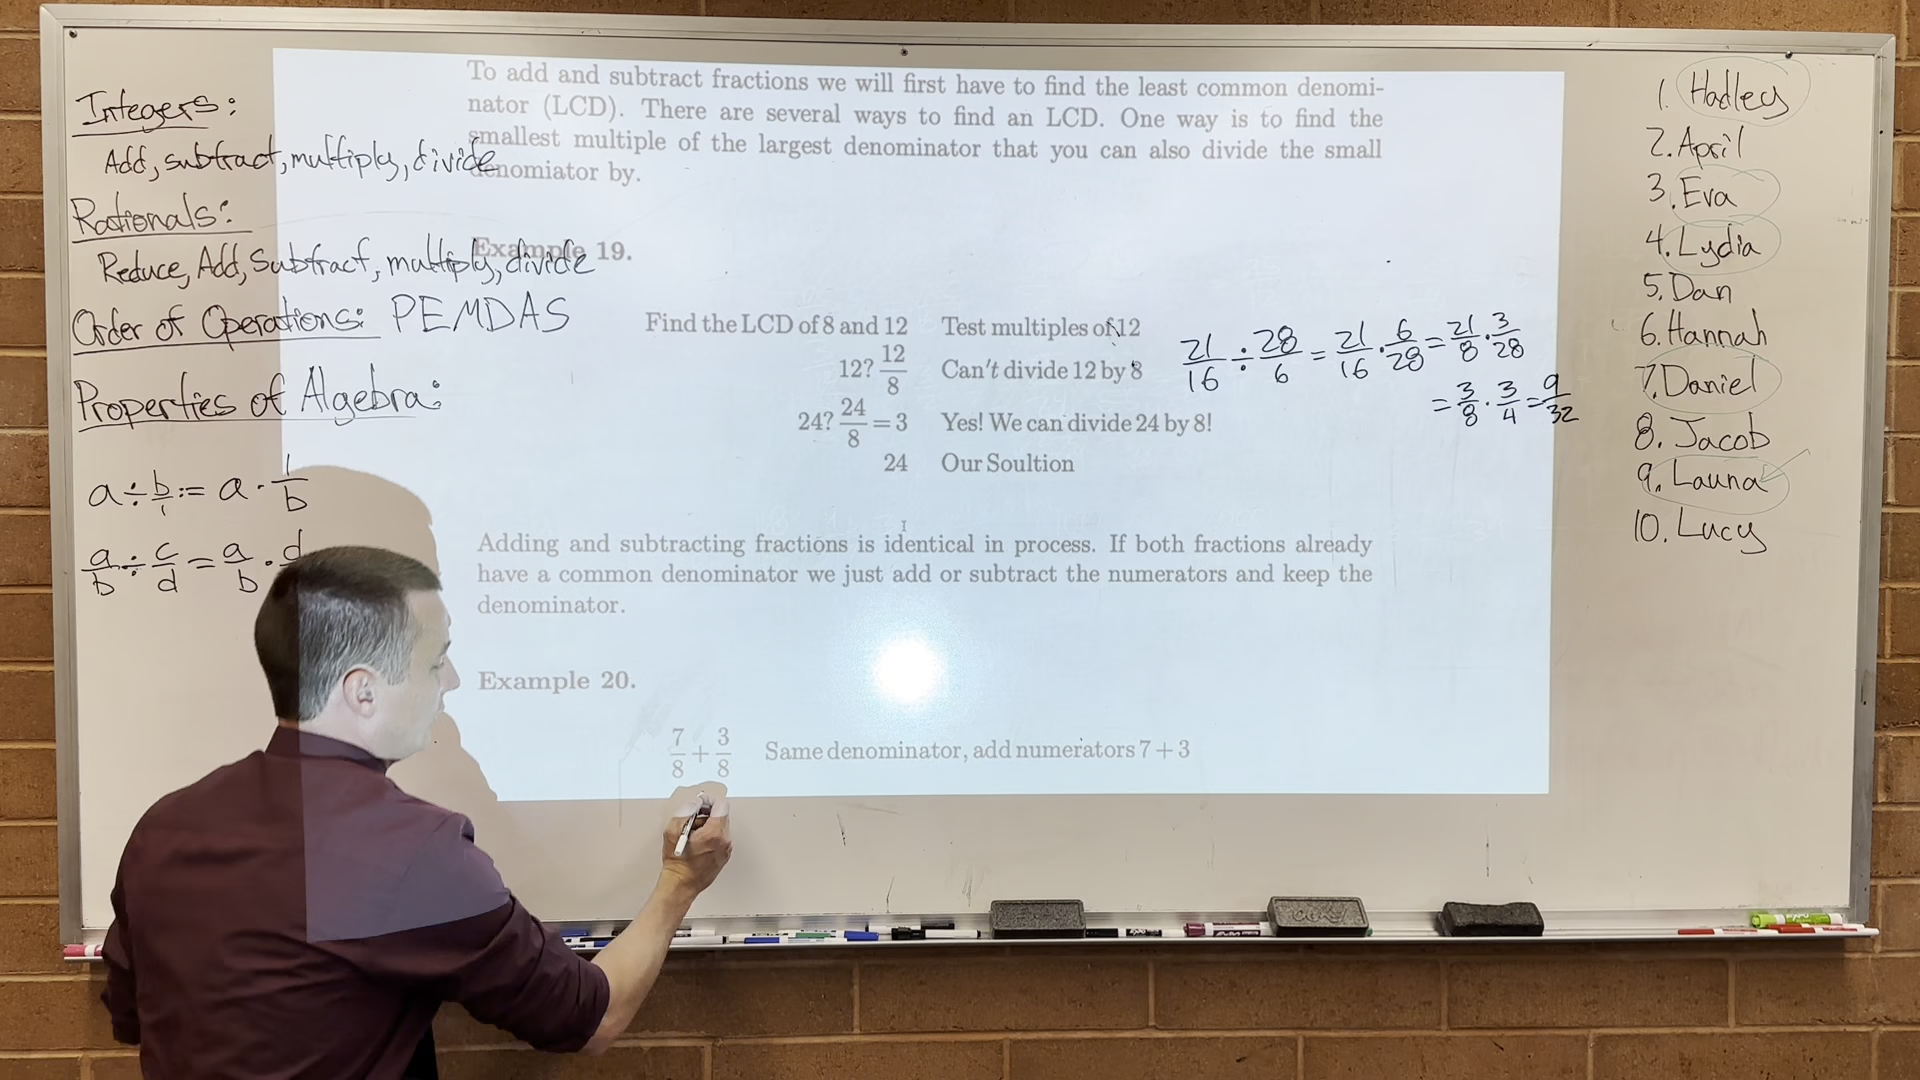 Integers:
Add, subtract, multiply, divide
Rationals:
Reduce, Add, Subtract, multiply, divide
Order of Operations: PEMDAS
Properties of Algebra:
a ÷ b/1 = a · 1/b
a/b ÷ c/d = a/b · d
To add and subtract fractions we will first have to find the least common denomi-
nator (LCD). There are several ways to find an LCD. One way is to find the
smallest multiple of the largest denominator that you can also divide the small
denomiator by.
Example 19.
Find the LCD of 8 and 12 Test multiples of 12
12? 12/8 Can't divide 12 by 8
24? 24/8 = 3 Yes! We can divide 24 by 8!
24 Our Soultion
Adding and subtracting fractions is identical in process. If both fractions already
have a common denominator we just add or subtract the numerators and keep the
denominator.
Example 20.
7/8 + 3/8 Same denominator, add numerators 7 + 3
21/16 ÷ 28/6 = 21/16 · 6/28 = 21/8 · 3/28
= 3/8 · 3/4 = 9/32
1. Hadley
2. April
3. Eva
4. Lydia
5. Dan
6. Hannah
7. Daniel
8. Jacob
9. Launa
10. Lucy